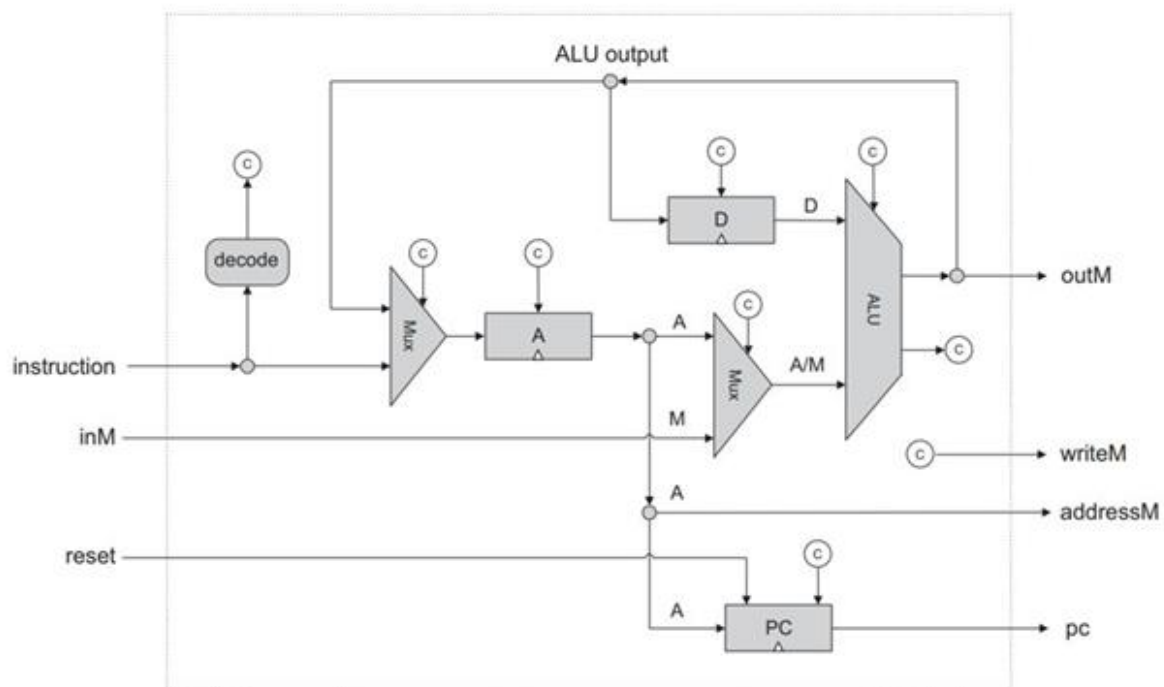 ALU output
c
c
c
D
D
decode
c
c
outM
ALU
Mux
c
A
A
Mux
A/M
c
instruction
inM
M
c
writeM
A
addressM
reset
c
A
PC
pc